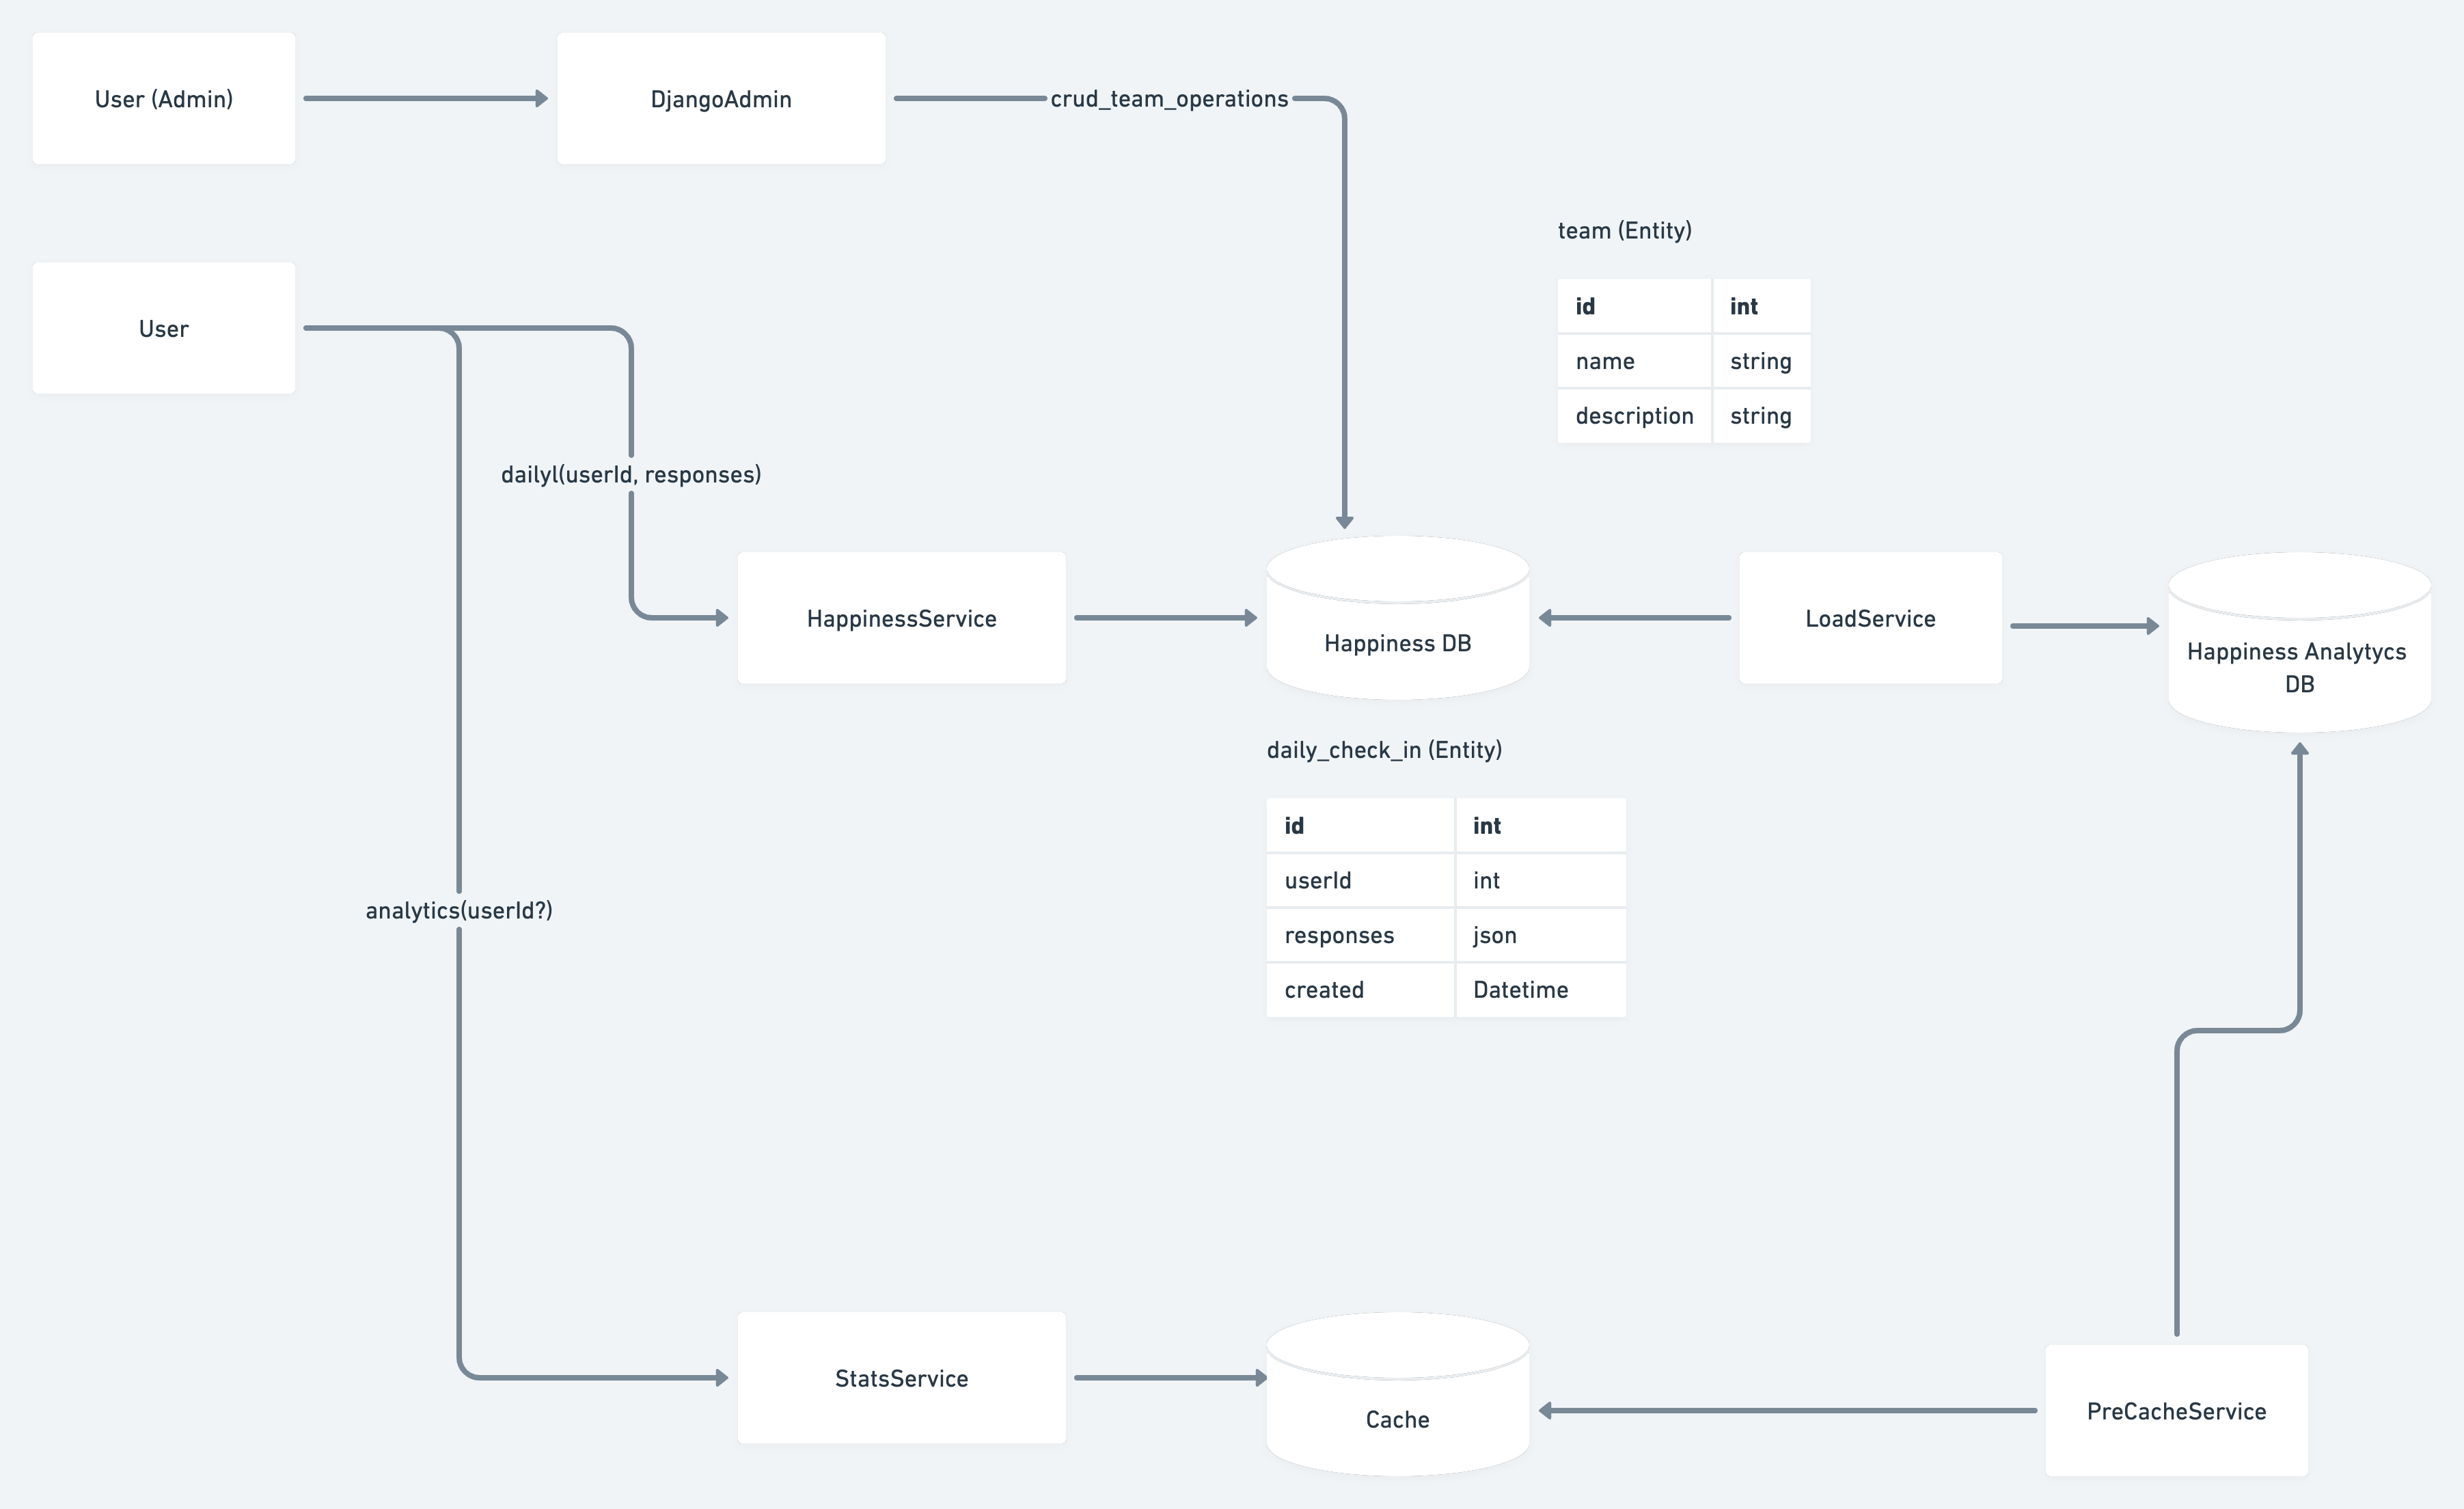 User (Admin)
DjangoAdmin
crud_team_operations
team (Entity)
id int
name string
description string
User
dailyl(userId, responses)
HappinessService
Happiness DB
LoadService
Happiness Analytycs
DB
daily_check_in (Entity)
id int
userId int
responses json
created Datetime
analytics(userId?)
StatsService
Cache
PreCacheService